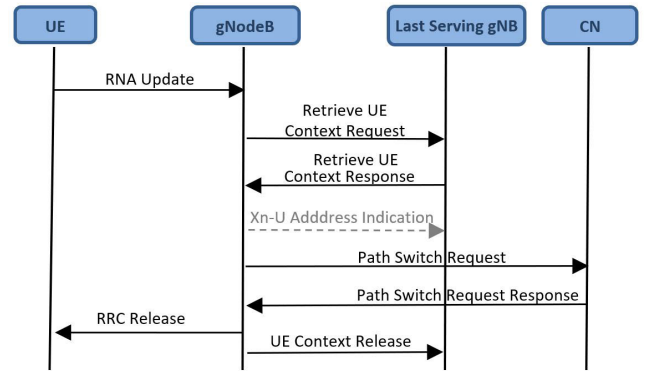 UE
gNodeB
Last Serving gNB
CN
RNA Update
Retrieve UE
Context Request
Retrieve UE
Context Response
Xn-U Adddress Indication
Path Switch Request
Path Switch Request Response
RRC Release
UE Context Release